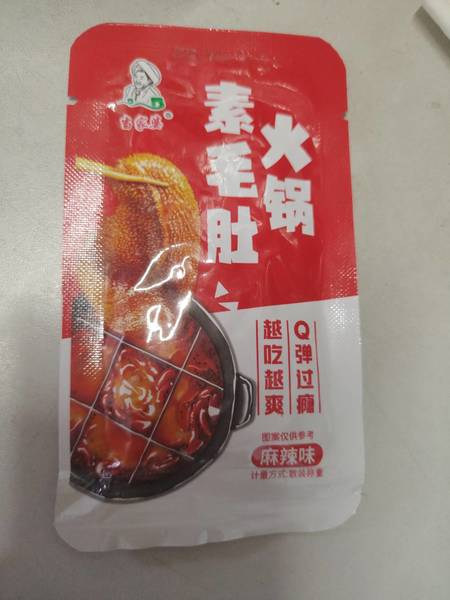 火锅
素毛肚
Q弹过瘾
越吃越爽
图案仅供参考
麻辣味
计量方式:散装称重